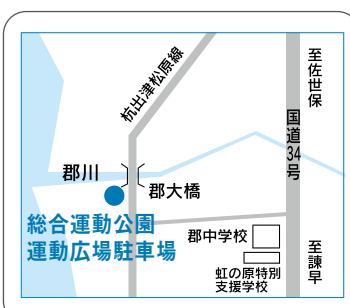 杭出津松原線
至佐世保
国道34号
郡川
郡大橋
総合運動公園
運動広場駐車場
郡中学校
虹の原特別
支援学校
至諫早